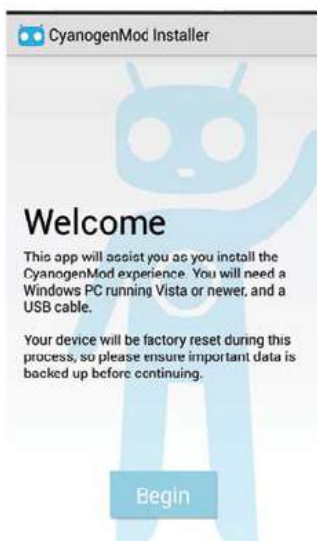 CyanogenMod Installer
Welcome
This app will assist you as you install the
CyanogenMod experience. You will need a
Windows PC running Vista or newer, and a
USB cable.
Your device will be factory reset during this
process, so please ensure important data is
backed up before continuing.
Begin